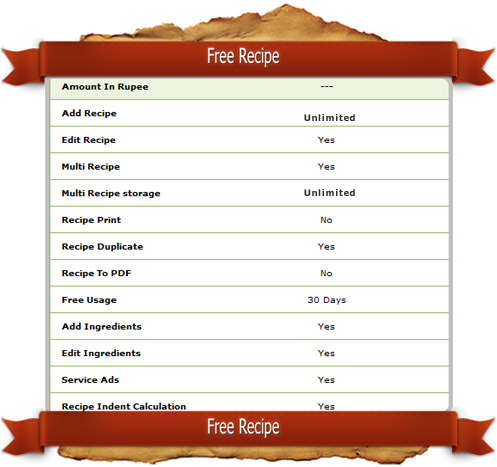 Free Recipe
Amount In Rupee ---
Add Recipe Unlimited
Edit Recipe Yes
Multi Recipe Yes
Multi Recipe storage Unlimited
Recipe Print No
Recipe Duplicate Yes
Recipe To PDF No
Free Usage 30 Days
Add Ingredients Yes
Edit Ingredients Yes
Service Ads Yes
Recipe Indent Calculation Yes
Free Recipe